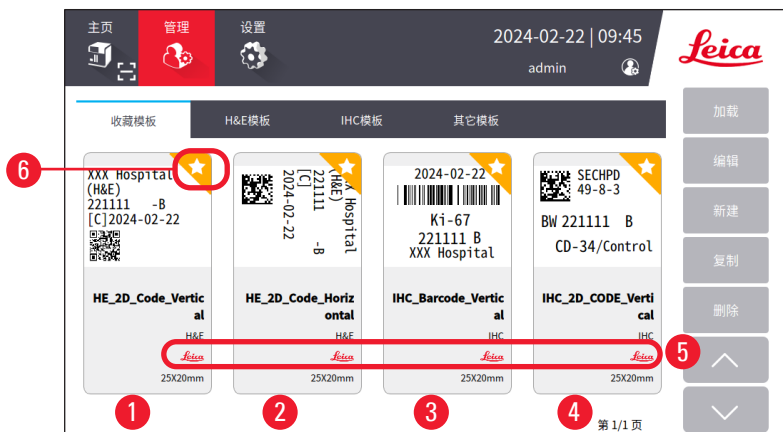 主页
管理
设置
2024-02-22 | 09:45
admin
Leica
收藏模板
H&E模板
IHC模板
其它模板
加载
编辑
新建
复制
删除
6
XXX Hospital
(H&E)
221111 -B
[C]2024-02-22
HE_2D_Code_Vertic
al
H&E
Leica
25X20mm
1
XXX Hospital
(H&E)
221111 -B
[C]
2024-02-22
HE_2D_Code_Horiz
ontal
H&E
Leica
25X20mm
2
2024-02-22
Ki-67
221111 B
XXX Hospital
IHC_Barcode_Vertic
al
IHC
Leica
25X20mm
3
SECHPD
49-8-3
BW 221111 B
CD-34/Control
IHC_2D_CODE_Verti
cal
IHC
Leica
25X20mm
4
5
第 1/1 页